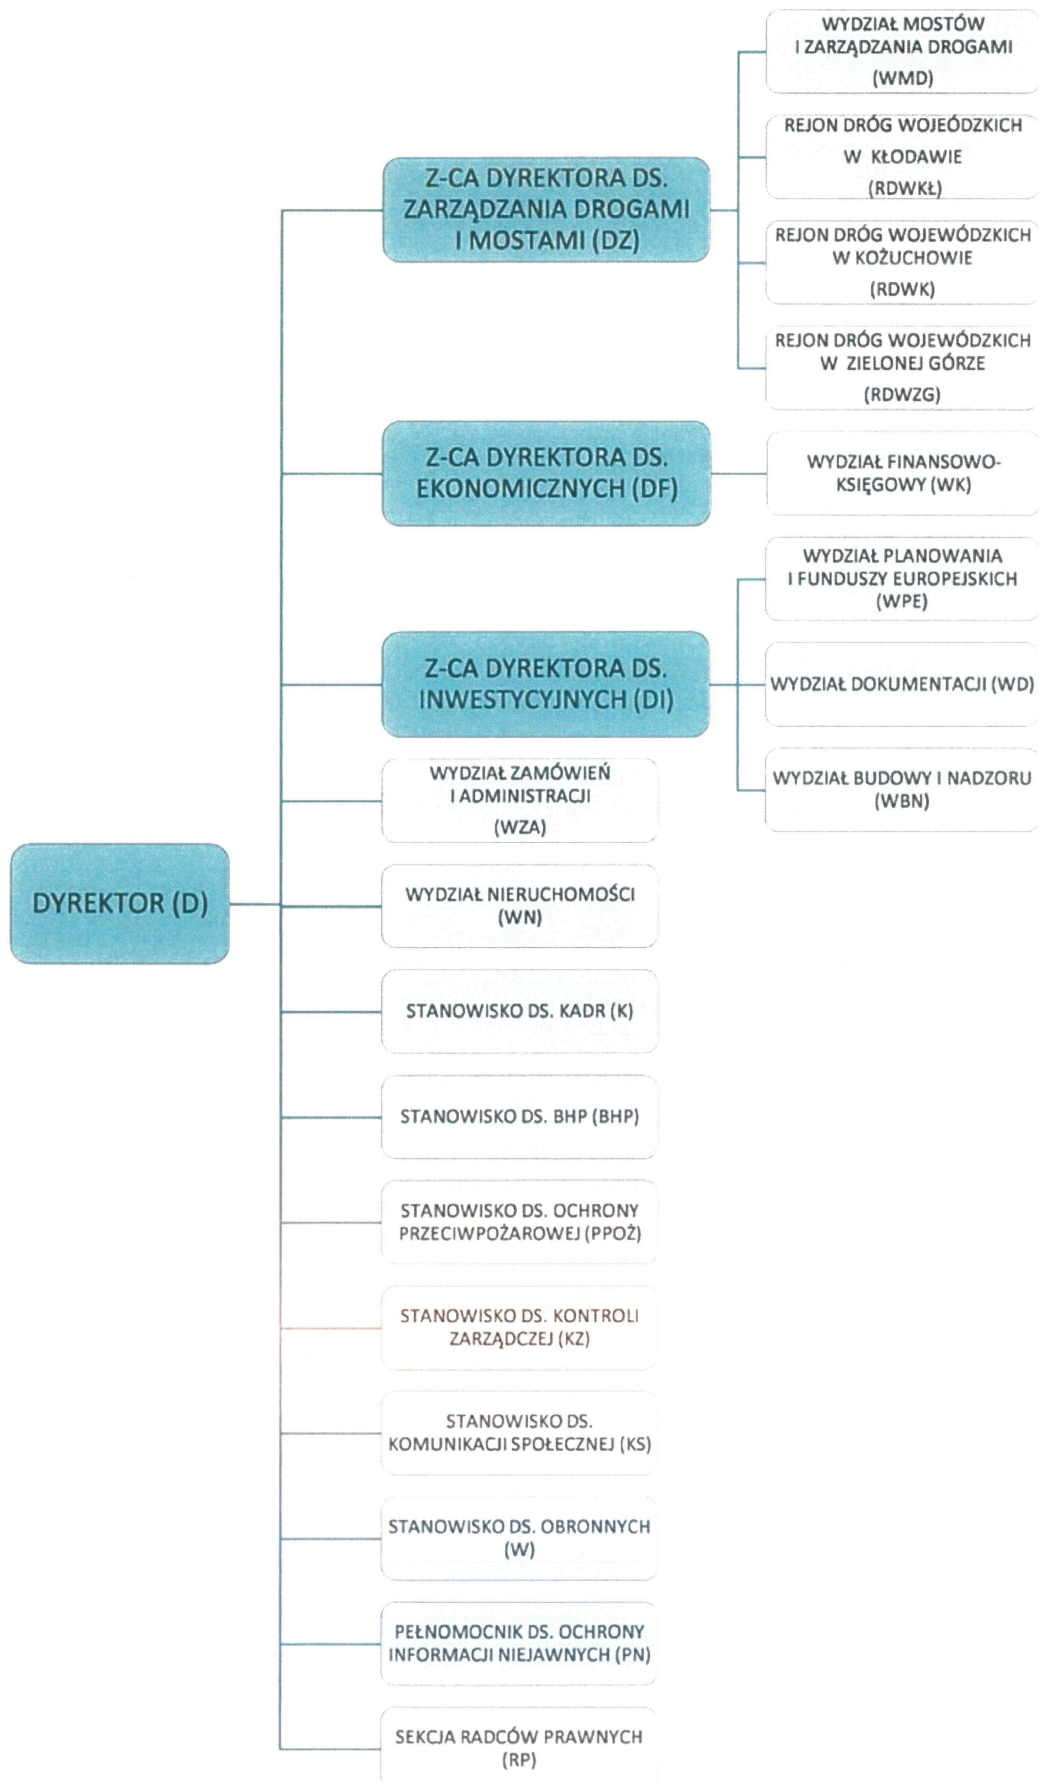 WYDZIAŁ MOSTÓW
I ZARZĄDZANIA DROGAMI
(WMD)
REJON DRÓG WOJEÓDZKICH
W KŁODAWIE
(RDWKŁ)
Z-CA DYREKTORA DS.
ZARZĄDZANIA DROGAMI
I MOSTAMI (DZ)
REJON DRÓG WOJEWÓDZKICH
W KOŻUCHOWIE
(RDWK)
REJON DRÓG WOJEWÓDZKICH
W ZIELONEJ GÓRZE
(RDWZG)
Z-CA DYREKTORA DS.
EKONOMICZNYCH (DF)
WYDZIAŁ FINANSOWO-
KSIĘGOWY (WK)
WYDZIAŁ PLANOWANIA
I FUNDUSZY EUROPEJSKICH
(WPE)
Z-CA DYREKTORA DS.
INWESTYCYJNYCH (DI)
WYDZIAŁ DOKUMENTACJI (WD)
WYDZIAŁ BUDOWY I NADZORU
(WBN)
WYDZIAŁ ZAMÓWIEŃ
I ADMINISTRACJI
(WZA)
DYREKTOR (D)
WYDZIAŁ NIERUCHOMOŚCI
(WN)
STANOWISKO DS. KADR (K)
STANOWISKO DS. BHP (BHP)
STANOWISKO DS. OCHRONY
PRZECIWPOŻAROWEJ (PPOŻ)
STANOWISKO DS. KONTROLI
ZARZĄDCZEJ (KZ)
STANOWISKO DS.
KOMUNIKACJI SPOŁECZNEJ (KS)
STANOWISKO DS. OBRONNYCH
(W)
PEŁNOMOCNIK DS. OCHRONY
INFORMACJI NIEJAWNYCH (PN)
SEKCJA RADCÓW PRAWNYCH
(RP)